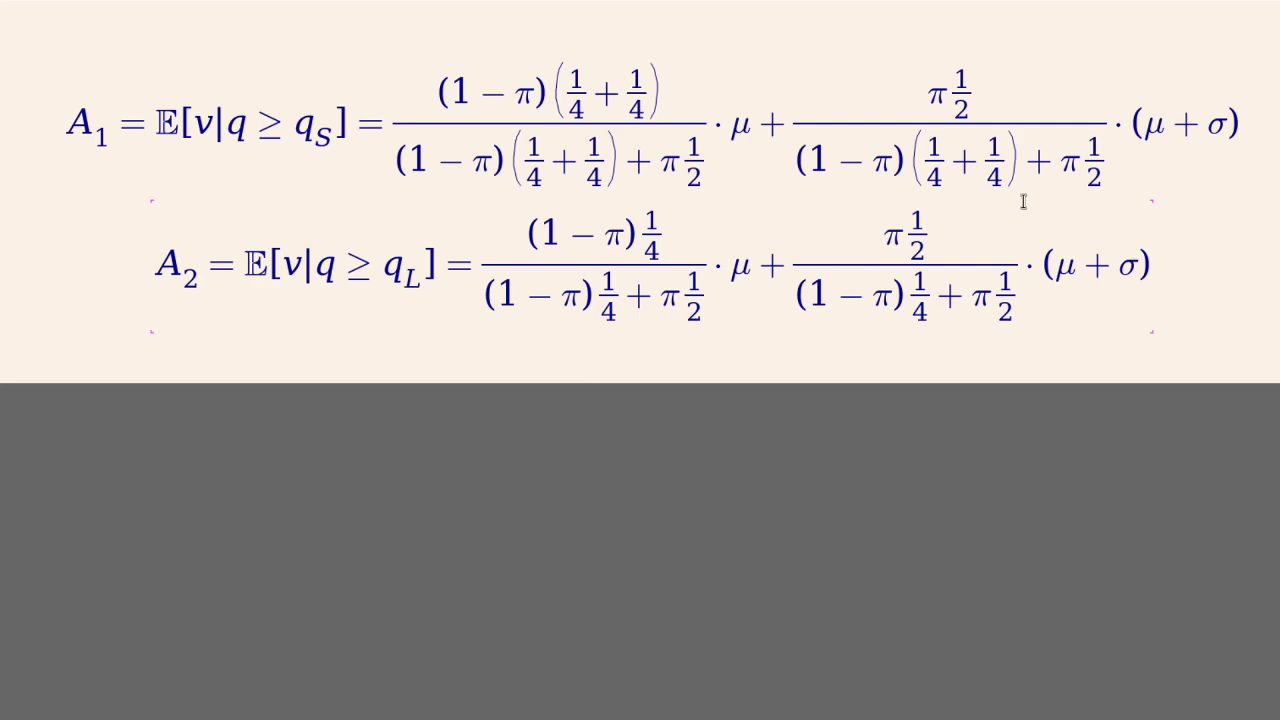 A_1 = 𝔼[v|q ≥ q_S] = \frac{(1 − π)(\frac{1}{4} + \frac{1}{4})}{(1 − π)(\frac{1}{4} + \frac{1}{4}) + π\frac{1}{2}} · μ + \frac{π\frac{1}{2}}{(1 − π)(\frac{1}{4} + \frac{1}{4}) + π\frac{1}{2}} · (μ + σ)
A_2 = 𝔼[v|q ≥ q_L] = \frac{(1 − π)\frac{1}{4}}{(1 − π)\frac{1}{4} + π\frac{1}{2}} · μ + \frac{π\frac{1}{2}}{(1 − π)\frac{1}{4} + π\frac{1}{2}} · (μ + σ)